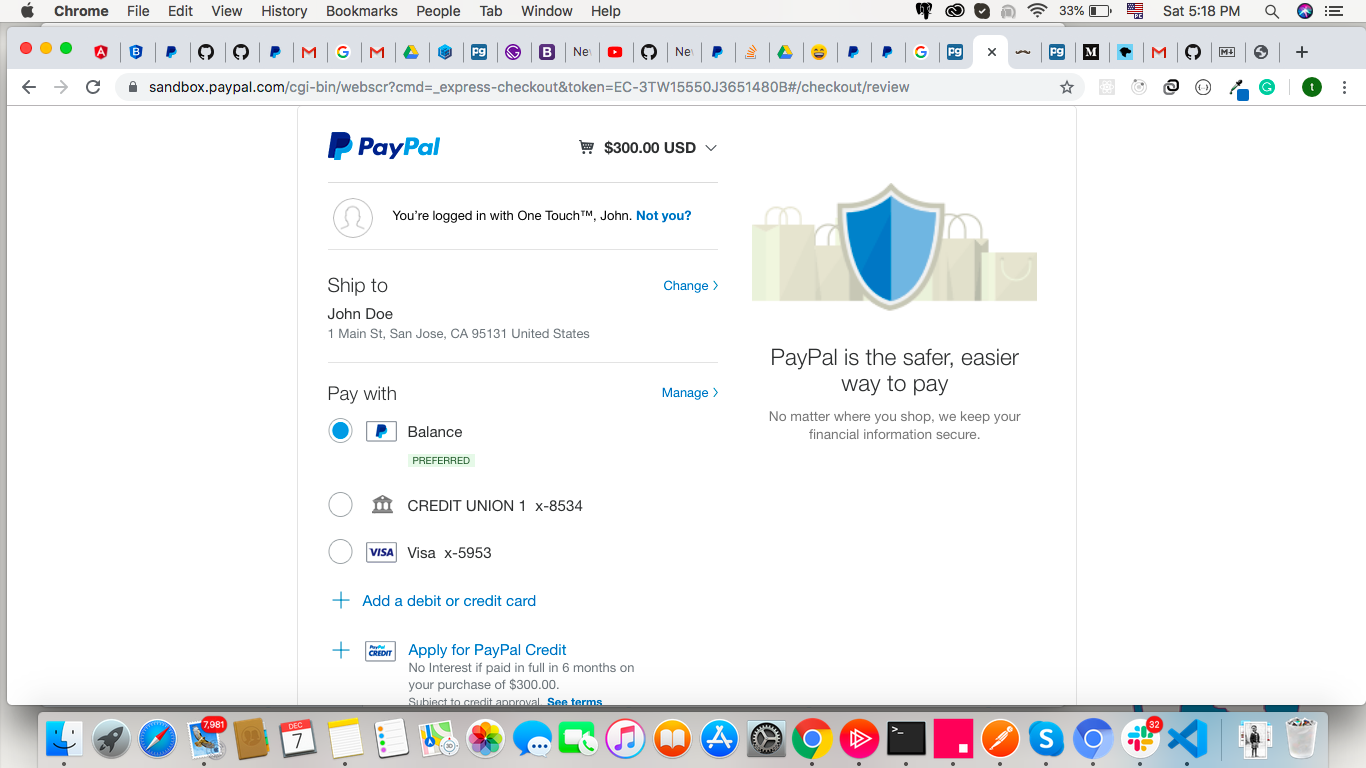 Chrome File Edit View History Bookmarks People Tab Window Help 33% Sat 5:18 PM
Pg Nev Nev Pg Pg
sandbox.paypal.com/cgi-bin/webscr?cmd=_express-checkout&token=EC-3TW15550J3651480B#/checkout/review t
PayPal $300.00 USD
You’re logged in with One Touch™, John. Not you?
Ship to Change
John Doe
1 Main St, San Jose, CA 95131 United States
Pay with Manage
Balance
PREFERRED
CREDIT UNION 1 x-8534
VISA Visa x-5953
Add a debit or credit card
PayPal CREDIT Apply for PayPal Credit
No Interest if paid in full in 6 months on
your purchase of $300.00.
Subject to credit approval. See terms
PayPal is the safer, easier
way to pay
No matter where you shop, we keep your
financial information secure.
7,981 DEC 7 32